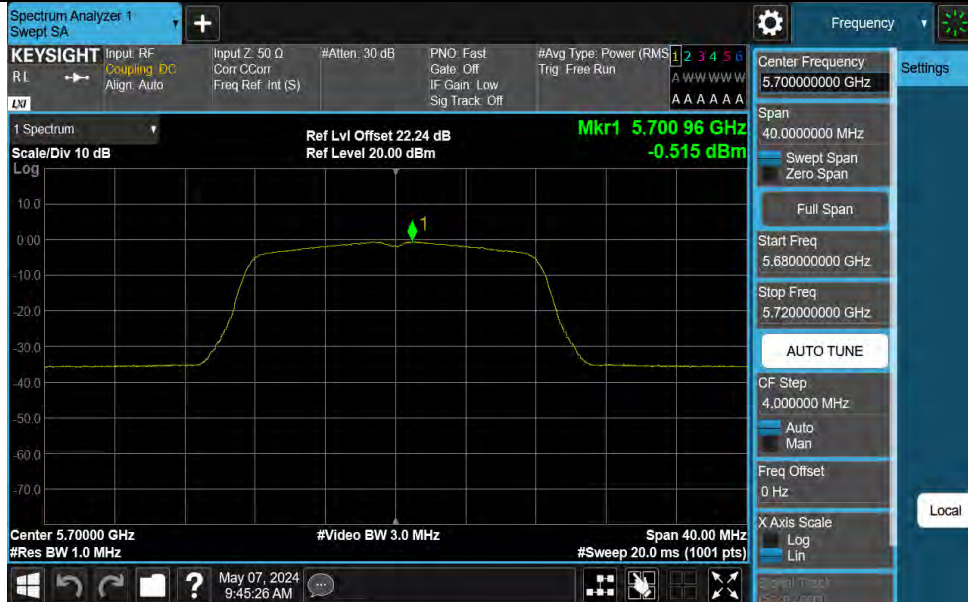 Spectrum Analyzer 1
Swept SA
+
Frequency
KEYSIGHT
RL
LXI
Input: RF
Coupling: DC
Align: Auto
Input Z: 50 Ω
Corr CCorr
Freq Ref: Int (S)
#Atten: 30 dB
PNO: Fast
Gate: Off
IF Gain: Low
Sig Track: Off
#Avg Type: Power (RMS
Trig: Free Run
1 2 3 4 5 6
A W W W W W
A A A A A A
1 Spectrum
Scale/Div 10 dB
Log
Ref Lvl Offset 22.24 dB
Ref Level 20.00 dBm
Mkr1 5.700 96 GHz
-0.515 dBm
1
10.0
0.00
-10.0
-20.0
-30.0
-40.0
-50.0
-60.0
-70.0
Center 5.70000 GHz
#Res BW 1.0 MHz
#Video BW 3.0 MHz
Span 40.00 MHz
#Sweep 20.0 ms (1001 pts)
?
May 07, 2024
9:45:26 AM
Center Frequency
5.700000000 GHz
Span
40.0000000 MHz
Swept Span
Zero Span
Full Span
Start Freq
5.680000000 GHz
Stop Freq
5.720000000 GHz
AUTO TUNE
CF Step
4.000000 MHz
Auto
Man
Freq Offset
0 Hz
X Axis Scale
Log
Lin
Signal Track
Settings
Local